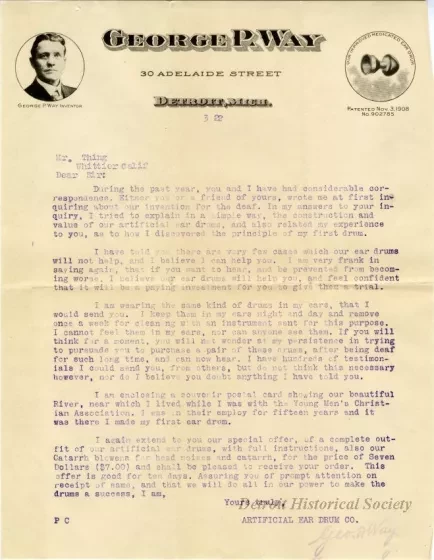 GEORGE P. WAY
30 ADELAIDE STREET
DETROIT, MICH.
GEORGE P. WAY INVENTOR
OUR IMPROVED MEDICATED EAR DRUM
PATENTED NOV. 3, 1908
No. 902785
3 22
Mr. Thing
Whittier Calif
Dear Sir:
During the past year, you and I have had considerable cor-
respondence. Either you or a friend of yours, wrote me at first in-
quiring about our invention for the deaf. In my answers to your in-
quiry, I tried to explain in a simple way, the construction and
value of our artificial ear drums, and also related my experience
to you, as to how I discovered the principle of my first drum.
I have told you there are very few cases which our ear drums
will not help, and I believe I can help you. I am very frank in
saying again, that if you want to hear, and be prevented from becom-
ing worse, I believe our ear drums will help you, and feel confident
that it will be a paying investment for you to give them a trial.
I am wearing the same kind of drums in my ears, that I
would send you. I keep them in my ears night and day and remove
once a week for cleaning with an instrument sent for this purpose.
I cannot feel them in my ears, nor can anyone see them. If you will
think for a moment, you will not wonder at my persistence in trying
to pursuade you to purchase a pair of these drums, after being deaf
for such long time, and can now hear. I have hundreds of testimon-
ials I could send you, from others, but do not think this necessary
however, nor do I believe you doubt anything I have told you.
I am enclosing a souvenir postal card showing our beautiful
River, near which I lived while I was with the Young Men's Christ-
ian Association. I was in their employ for fifteen years and it
was there I made my first ear drum.
I again extend to you our special offer, of a complete out-
fit of our artificial ear drums, with full instructions, also our
Catarrh blowena for head noises and catarrh, for the price of Seven
Dollars ($7.00) and shall be pleased to receive your order. This
offer is good for ten days. Assuring you of prompt attention on
receipt of same, and that we will do all in our power to make the
drums a success, I am,
Yours truly,
Detroit Historical Society
P C ARTIFICIAL EAR DRUM CO.
Geo P Way